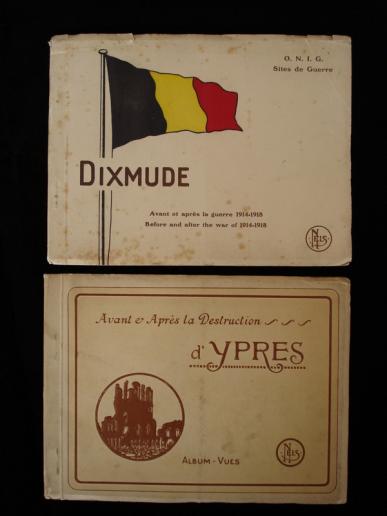 O. N. I. G.
Sites de Guerre
DIXMUDE
Avant et après la guerre 1914-1918
Before and after the war of 1914-1918
NELS
Avant & Après la Destruction
d'YPRES
ALBUM - VUES
NELS